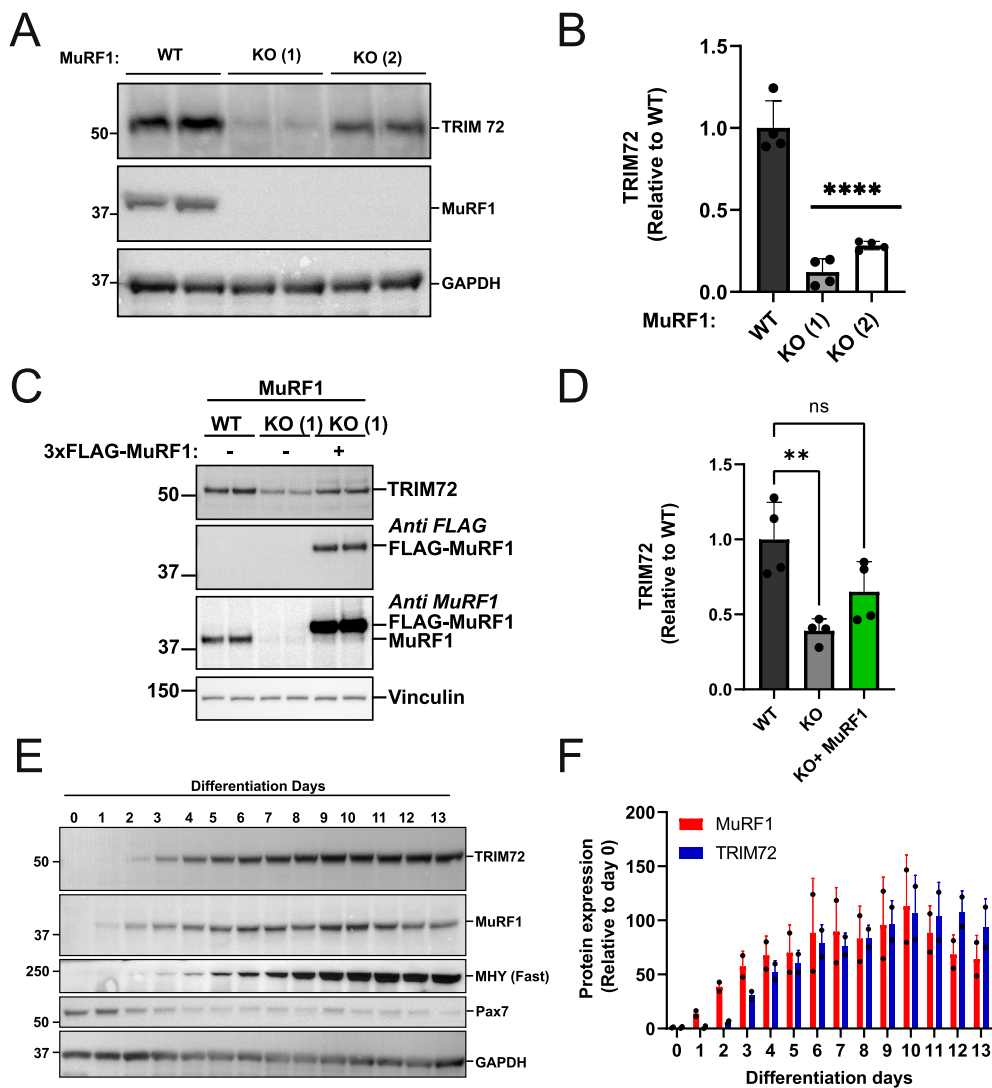 A
MuRF1: WT KO (1) KO (2)
50 TRIM 72
37 MuRF1
37 GAPDH
B
TRIM72
(Relative to WT)
1.5
1.0
0.5
0.0
****
MuRF1:
WT KO (1) KO (2)
C
MuRF1
WT KO (1) KO (1)
3xFLAG-MuRF1: - - +
50 TRIM72
Anti FLAG
FLAG-MuRF1
37
Anti MuRF1
FLAG-MuRF1
37 MuRF1
150 Vinculin
D
TRIM72
(Relative to WT)
ns
**
1.5
1.0
0.5
0.0
WT KO KO+ MuRF1
E
Differentiation Days
0 1 2 3 4 5 6 7 8 9 10 11 12 13
50 TRIM72
37 MuRF1
250 MHY (Fast)
50 Pax7
37 GAPDH
F
Protein expression
(Relative to day 0)
200
150
100
50
0
MuRF1
TRIM72
0 1 2 3 4 5 6 7 8 9 10 11 12 13
Differentiation days